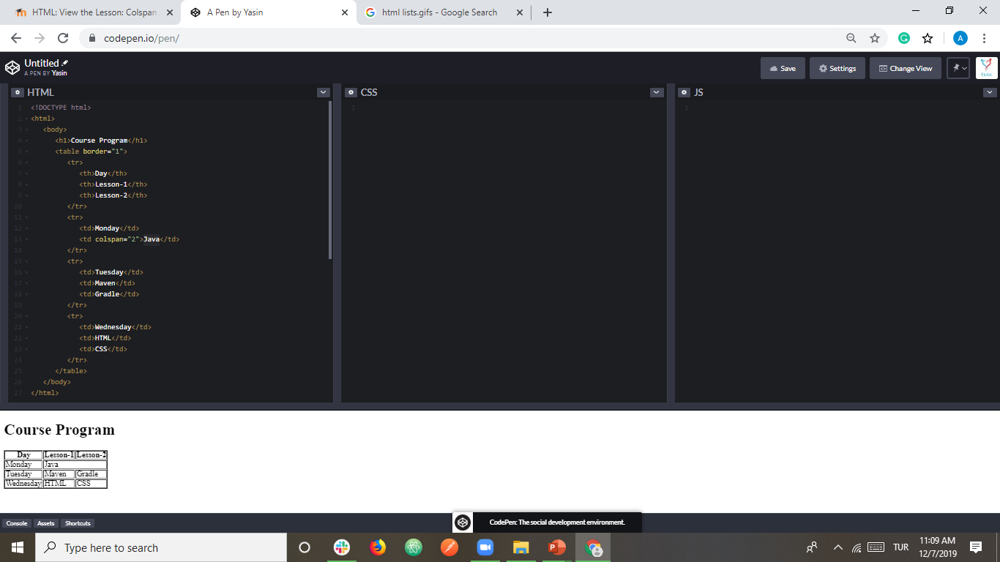 HTML: View the Lesson: Colspan
A Pen by Yasin
html lists.gifs - Google Search
codepen.io/pen/
A
Untitled
A PEN BY Yasin
Save
Settings
Change View
HTML
CSS
JS
1 <!DOCTYPE html>
2 <html>
3 <body>
4 <h1>Course Program</h1>
5 <table border="1">
6 <tr>
7 <th>Day</th>
8 <th>Lesson-1</th>
9 <th>Lesson-2</th>
10 </tr>
11 <tr>
12 <td>Monday</td>
13 <td colspan="2">Java</td>
14 </tr>
15 <tr>
16 <td>Tuesday</td>
17 <td>Maven</td>
18 <td>Gradle</td>
19 </tr>
20 <tr>
21 <td>Wednesday</td>
22 <td>HTML</td>
23 <td>CSS</td>
24 </tr>
25 </table>
26 </body>
27 </html>
1
1
Course Program
Day Lesson-1 Lesson-2
Monday Java
Tuesday Maven Gradle
Wednesday HTML CSS
Console
Assets
Shortcuts
CodePen: The social development environment.
Type here to search
TUR
11:09 AM
12/7/2019